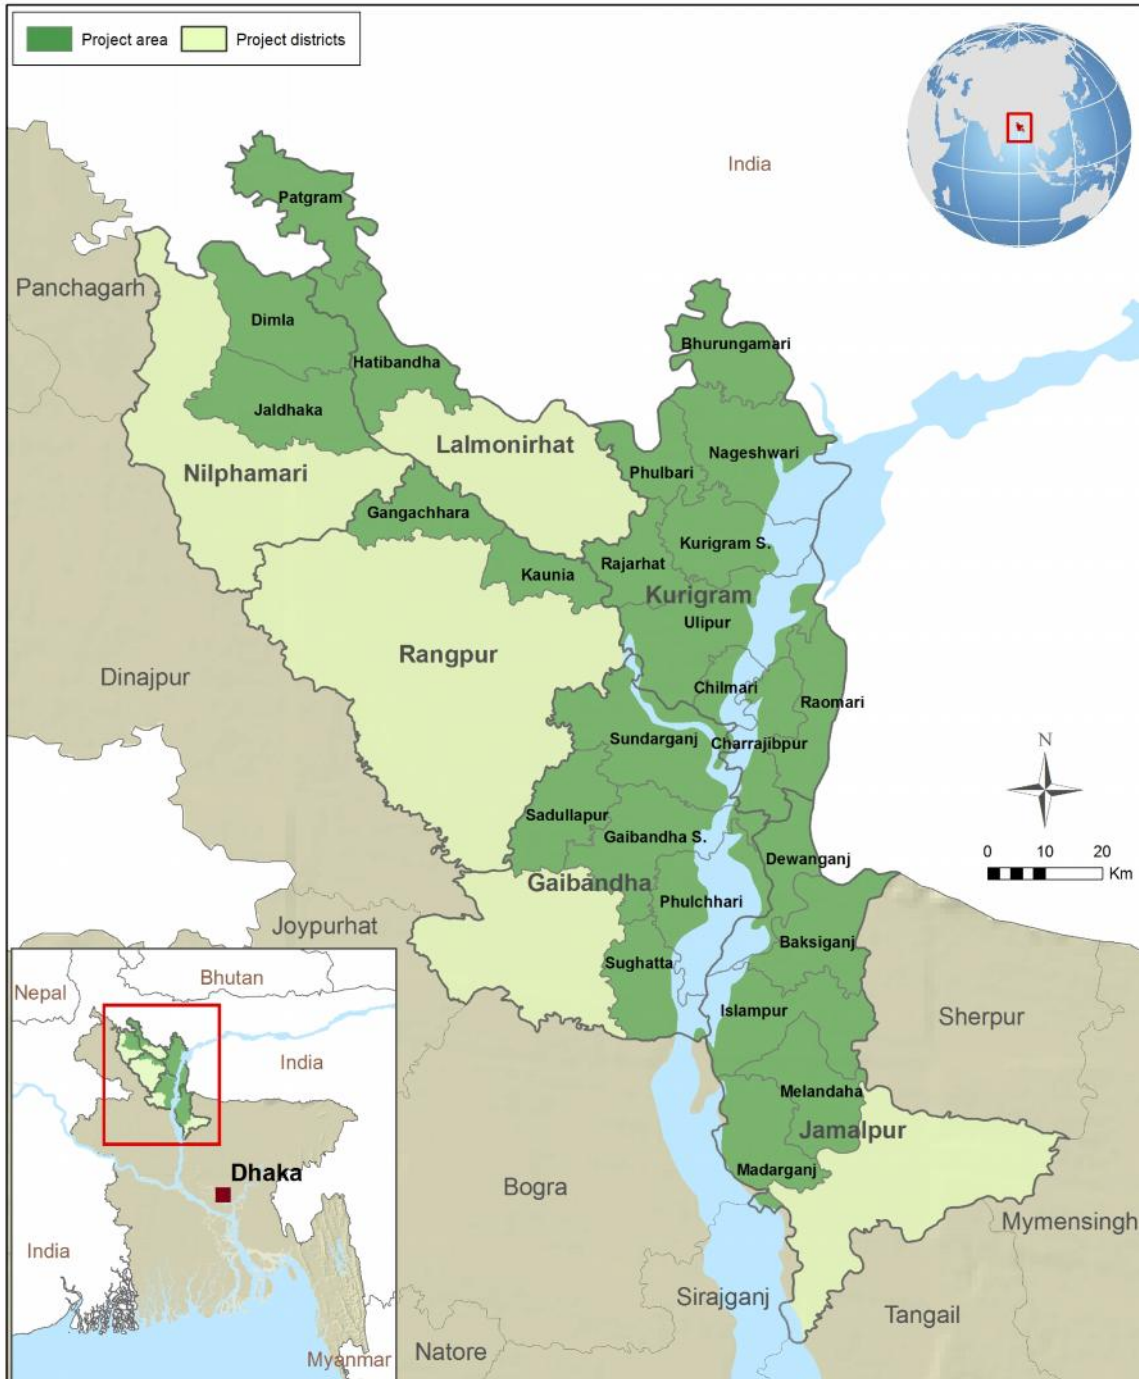 Project area
Project districts
India
Patgram
Panchagarh
Dimla
Bhurungamari
Hatibandha
Jaldhaka
Lalmonirhat
Nageshwari
Nilphamari
Phulbari
Gangachhara
Kurigram S.
Rajarhat
Kaunia
Kurigram
Ulipur
Rangpur
Dinajpur
Chilmari
Raomari
Sundarganj
Charrajibpur
N
Sadullapur
Gaibandha S.
0 10 20
Km
Dewanganj
Gaibandha
Phulchhari
Joypurhat
Baksiganj
Sughatta
Islampur
Sherpur
Melandaha
Jamalpur
Madarganj
Bogra
Mymensingh
Sirajganj
Tangail
Natore
Nepal
Bhutan
India
Dhaka
India
Myanmar